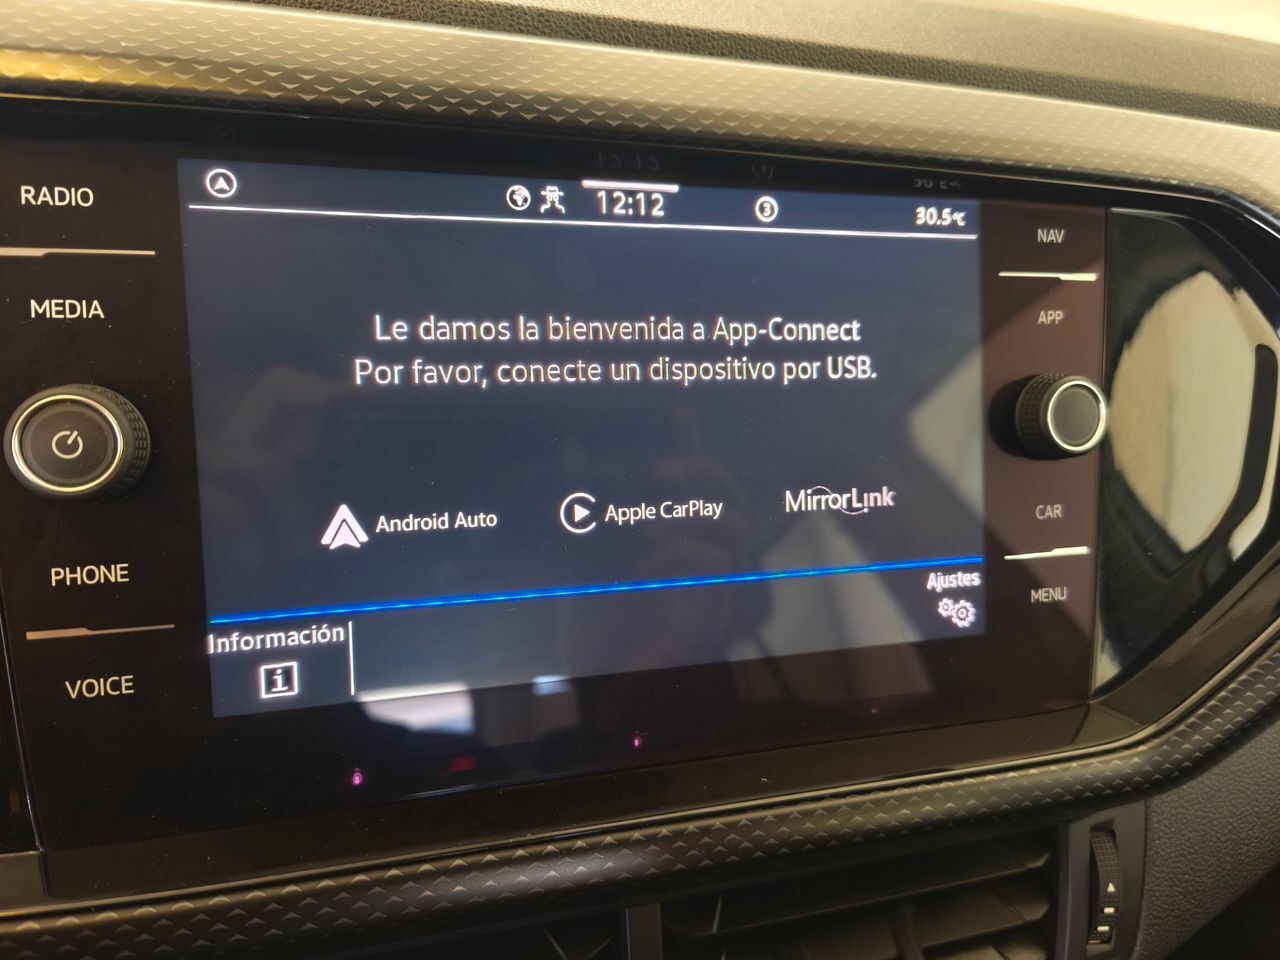 RADIO
MEDIA
PHONE
VOICE
12:12
3
30.5°C
Le damos la bienvenida a App-Connect
Por favor, conecte un dispositivo por USB.
Android Auto
Apple CarPlay
MirrorLink
Ajustes
Información
i
NAV
APP
CAR
MENU